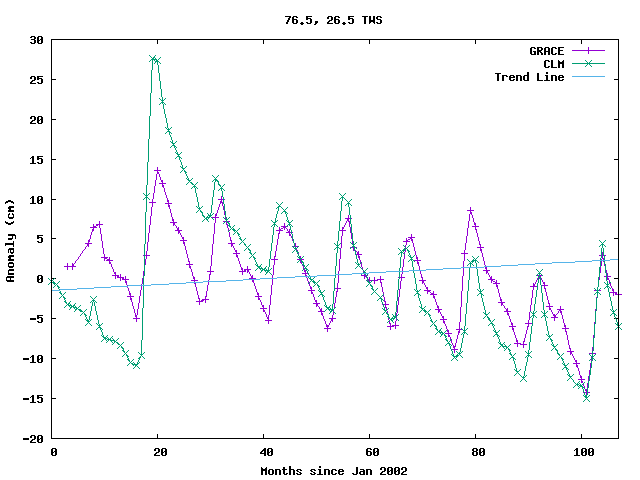 76.5, 26.5 TWS
GRACE
CLM
Trend Line
30
25
20
15
10
5
0
-5
-10
-15
-20
Anomaly (cm)
0 20 40 60 80 100
Months since Jan 2002